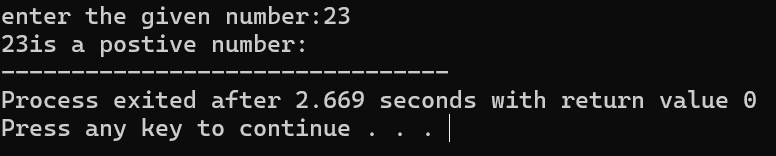 enter the given number:23
23is a postive number:
--------------------------------
Process exited after 2.669 seconds with return value 0
Press any key to continue . . .